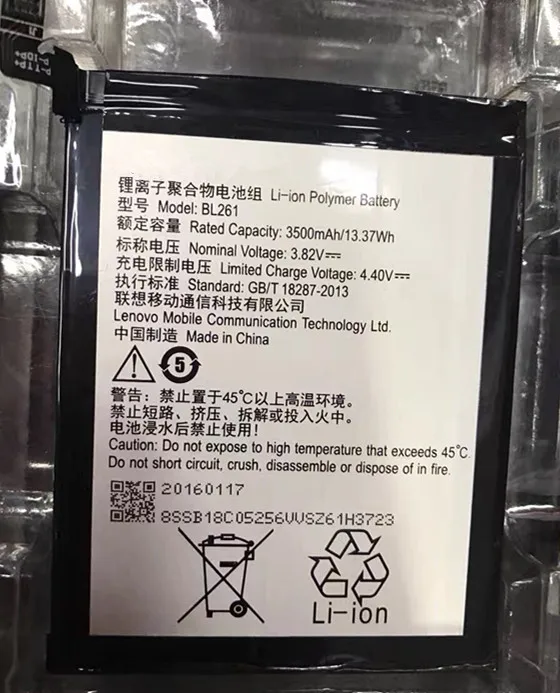 P-11P+
P-10P+
锂离子聚合物电池组 Li-ion Polymer Battery
型号 Model: BL261
额定容量 Rated Capacity: 3500mAh/13.37Wh
标称电压 Nominal Voltage: 3.82V⎓
充电限制电压 Limited Charge Voltage: 4.40V⎓
执行标准 Standard: GB/T 18287-2013
联想移动通信科技有限公司
Lenovo Mobile Communication Technology Ltd.
中国制造 Made in China
5
警告：禁止置于45℃以上高温环境。
禁止短路、挤压、拆解或投入火中。
电池浸水后禁止使用！
Caution: Do not expose to high temperature that exceeds 45℃.
Do not short circuit, crush, disassemble or dispose of in fire.
20160117
8SSB18C05256VVSZ61H3723
Li-ion